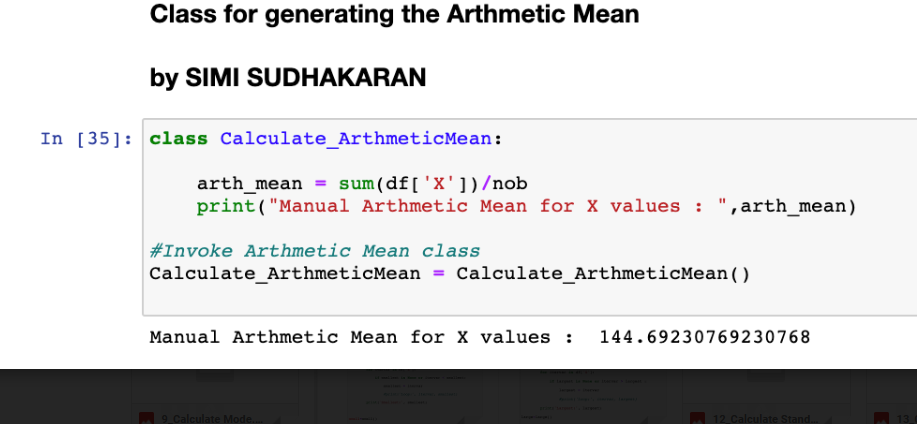 Class for generating the Arthmetic Mean
by SIMI SUDHAKARAN
In [35]: class Calculate_ArthmeticMean:
arth_mean = sum(df['X'])/nob
print("Manual Arthmetic Mean for X values : ",arth_mean)
#Invoke Arthmetic Mean class
Calculate_ArthmeticMean = Calculate_ArthmeticMean()
Manual Arthmetic Mean for X values :  144.69230769230768
9_Calculate Mode....
12_Calculate Stand...